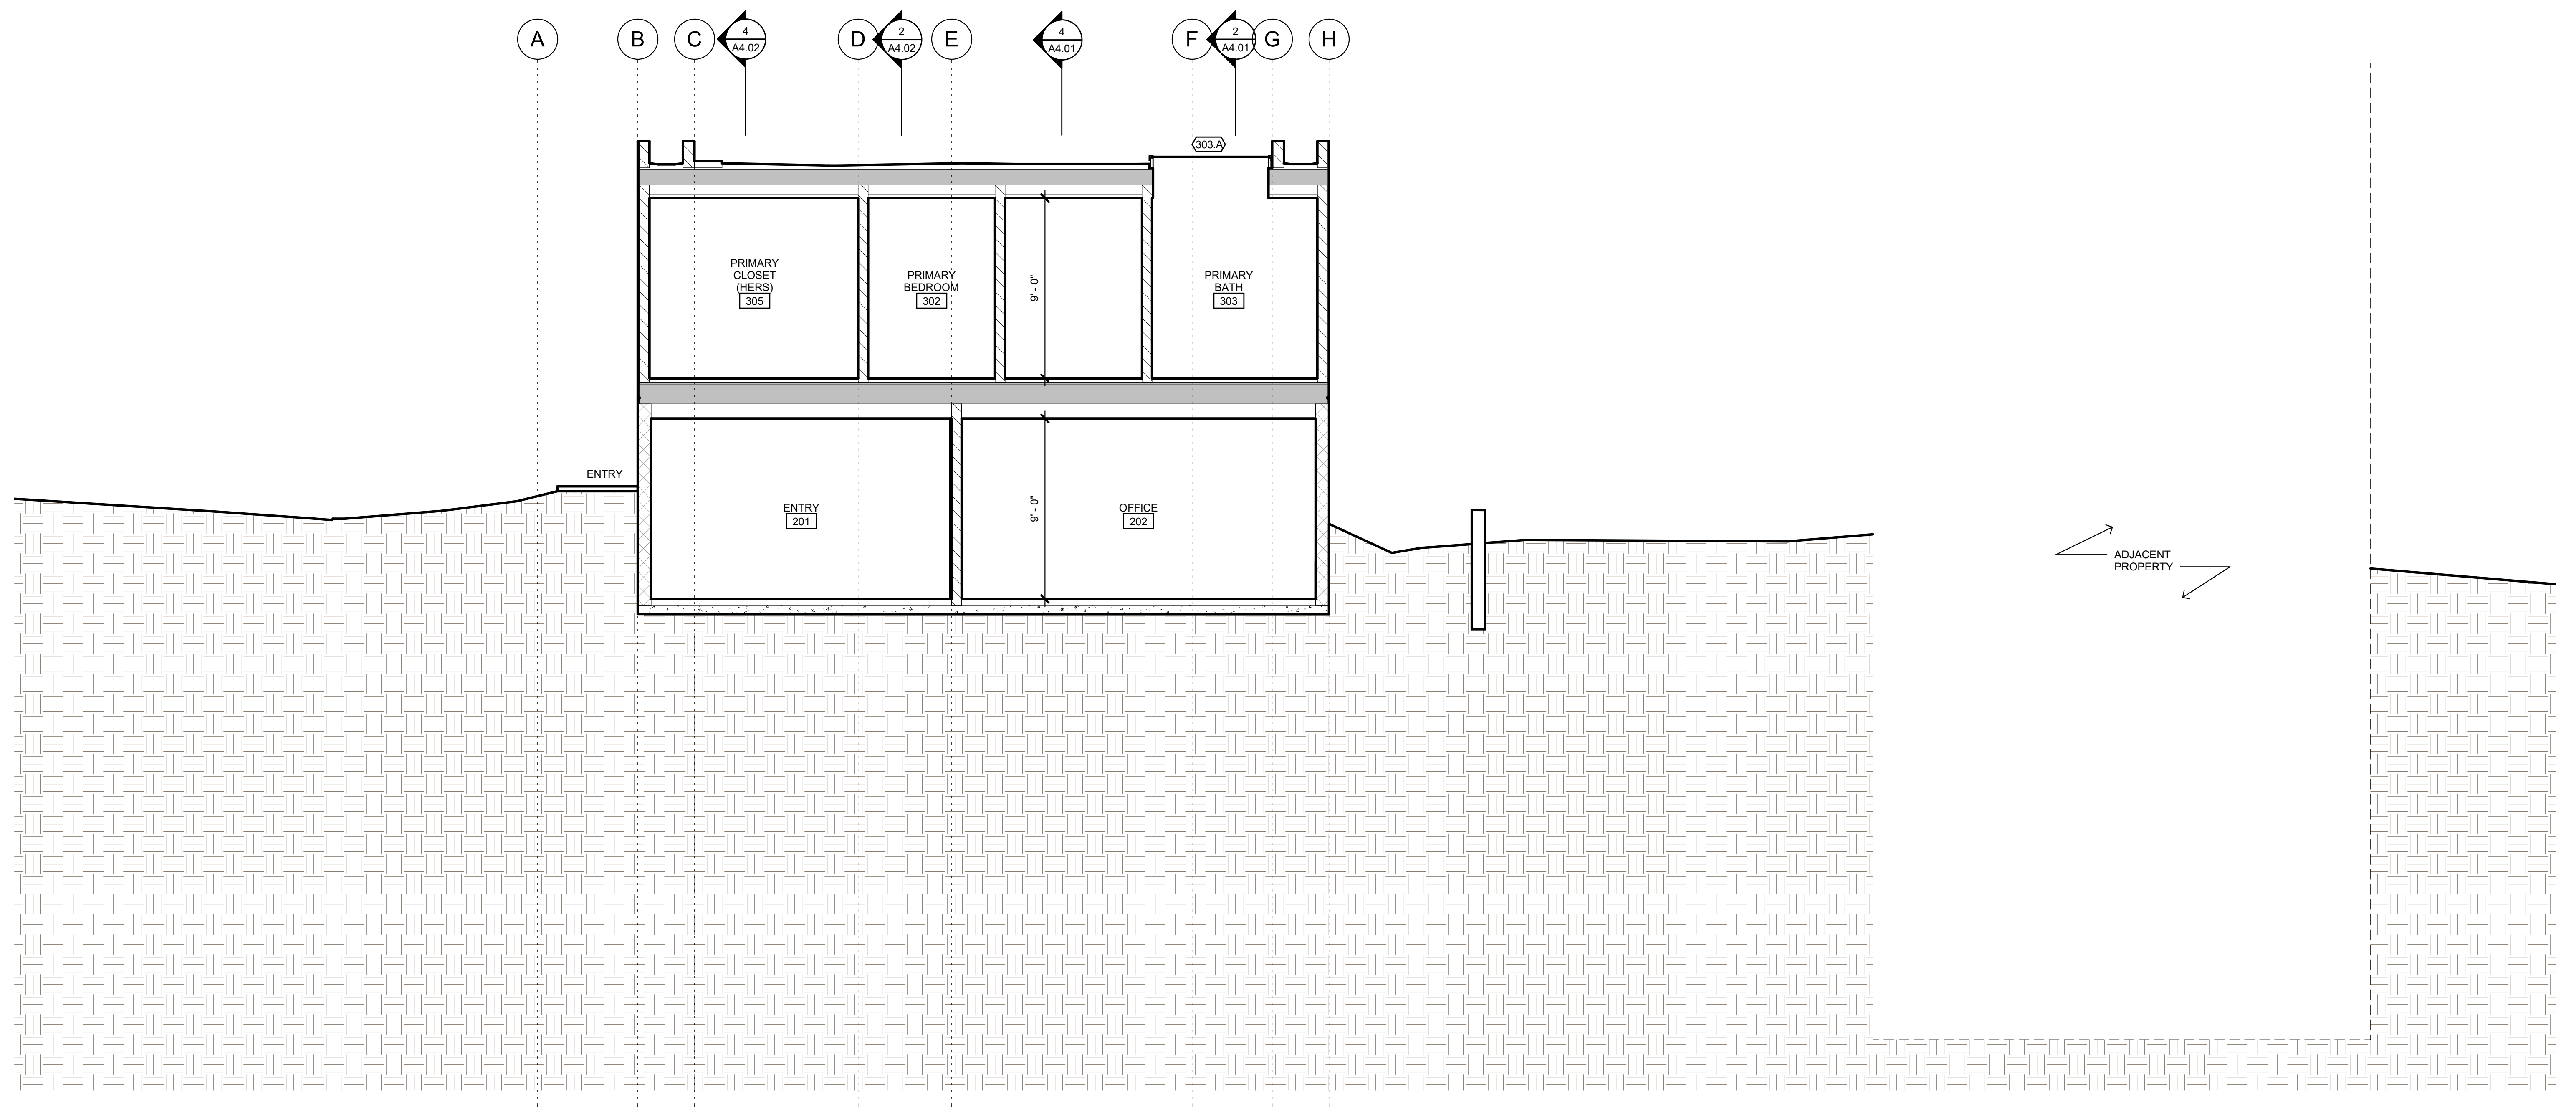 A
B
C
4
A4.02
D
2
A4.02
E
4
A4.01
F
2
A4.01
G
H
303.A
PRIMARY
CLOSET
(HERS)
305
PRIMARY
BEDROOM
302
9' - 0"
PRIMARY
BATH
303
ENTRY
ENTRY
201
9' - 0"
OFFICE
202
ADJACENT
PROPERTY